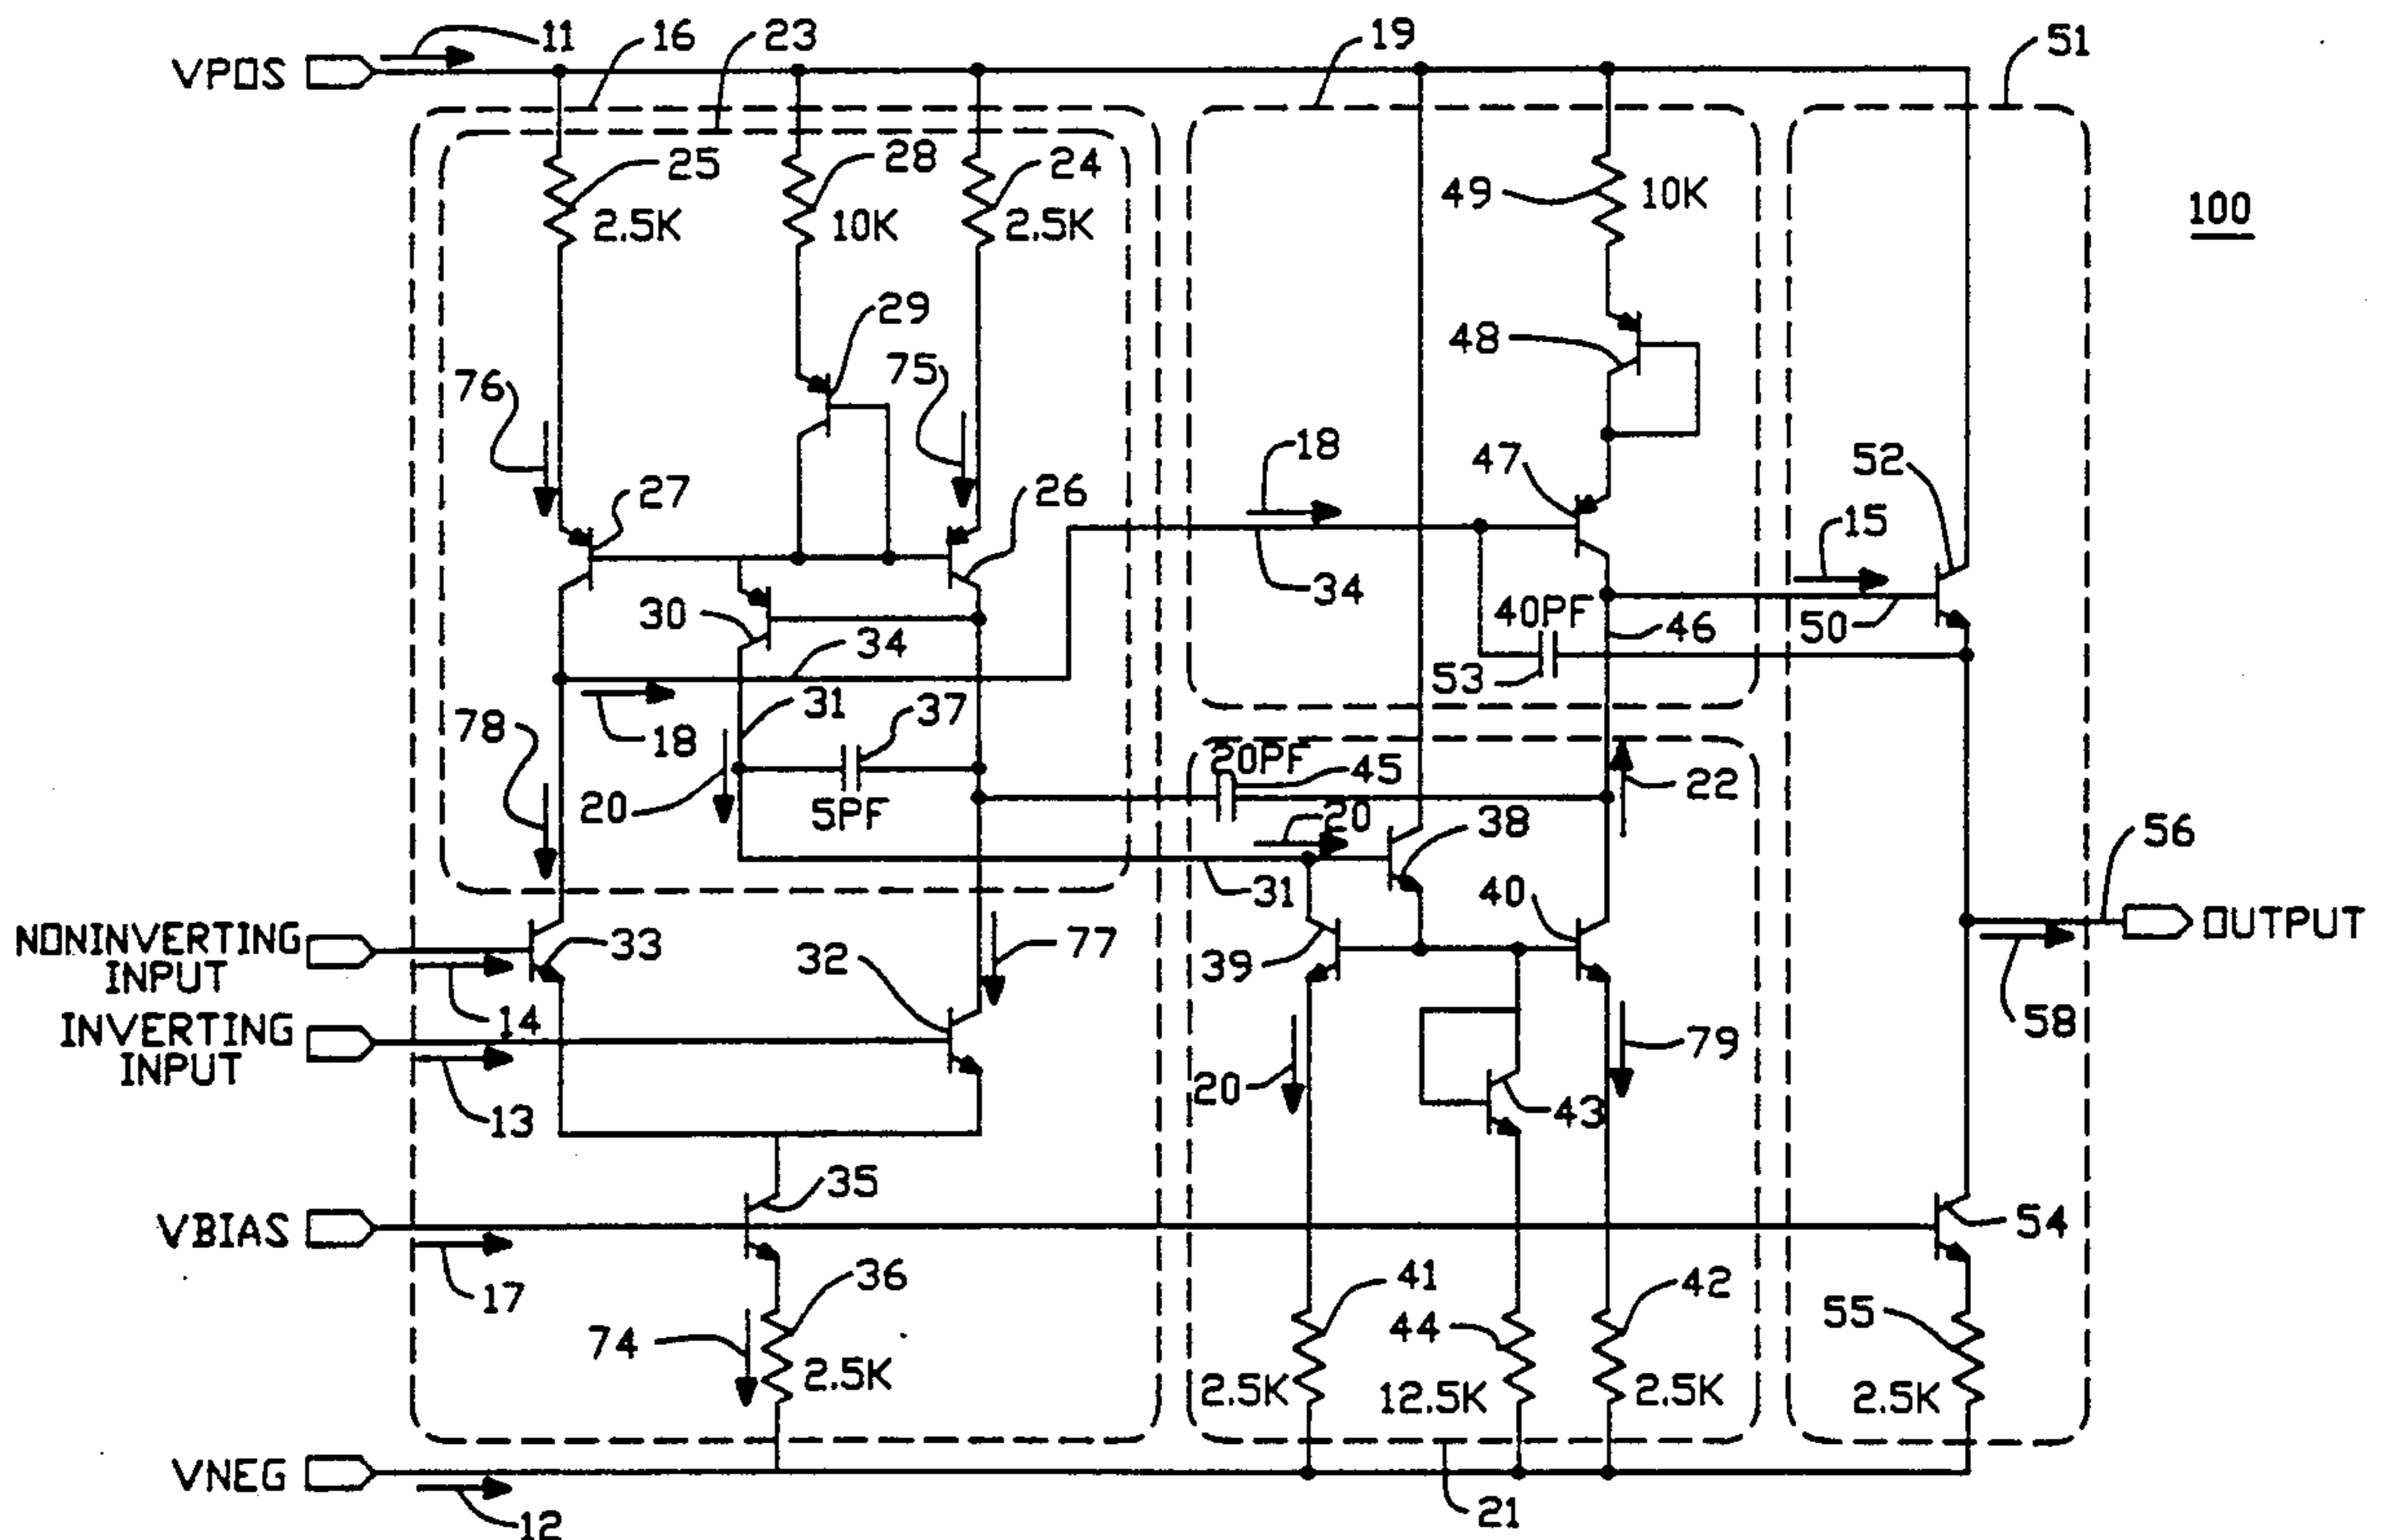 11
16
23
19
51
VPOS
25
2.5K
28
10K
24
2.5K
49
10K
100
29
48
76
75
18
47
52
27
26
15
30
34
34
40PF
46
50
53
78
18
31
37
20PF
45
22
20
5PF
20
38
56
31
40
NONINVERTING
INPUT
33
32
77
39
OUTPUT
14
INVERTING
INPUT
13
20
43
79
58
35
VBIAS
54
17
36
41
42
74
2.5K
44
55
2.5K
12.5K
2.5K
2.5K
VNEG
12
21